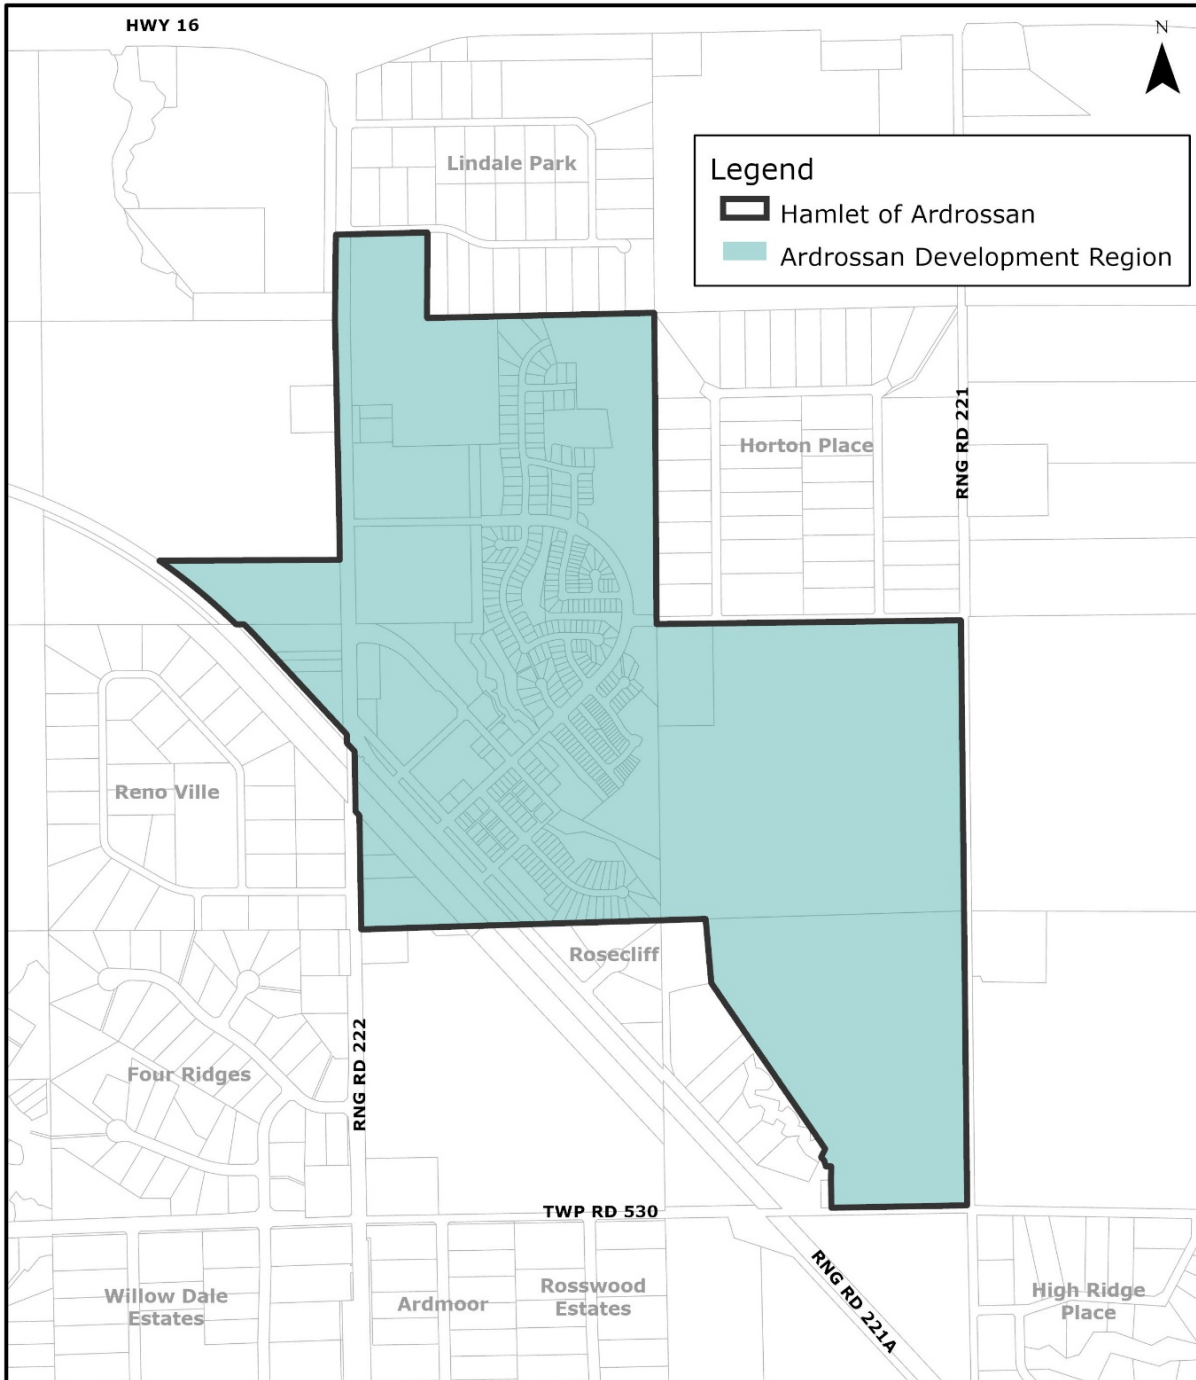 HWY 16
N
Lindale Park
Legend
Hamlet of Ardrossan
Ardrossan Development Region
Horton Place
RNG RD 221
Reno Ville
Rosecliff
RNG RD 222
Four Ridges
TWP RD 530
RNG RD 221A
Willow Dale
Estates
Ardmoor
Rosswood
Estates
High Ridge
Place